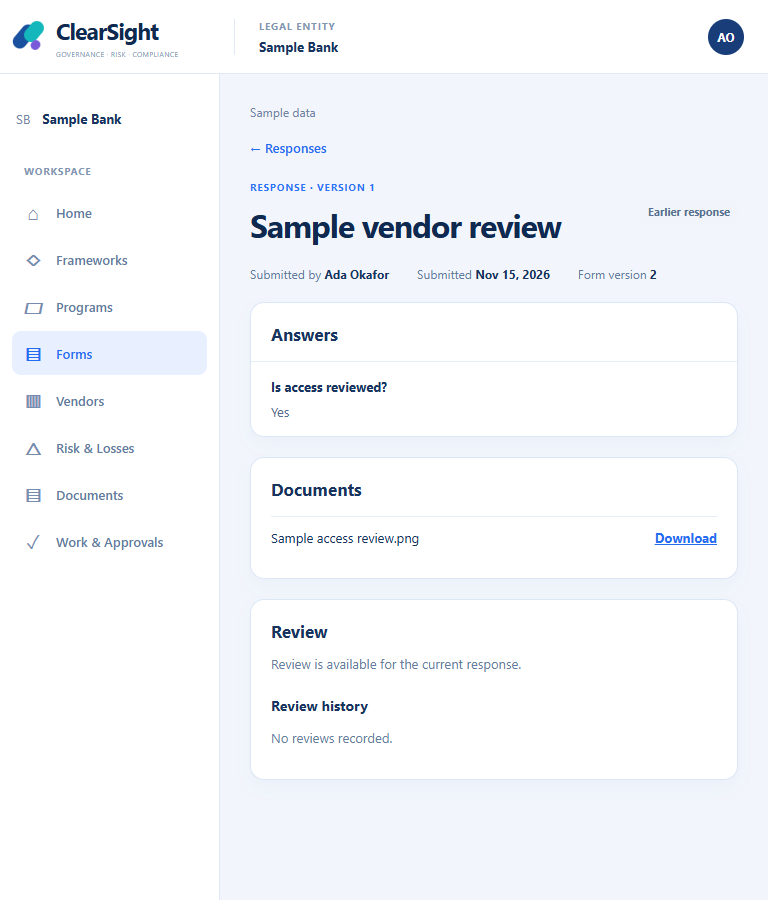 ClearSight
GOVERNANCE · RISK · COMPLIANCE
LEGAL ENTITY
Sample Bank
AO
SB Sample Bank
WORKSPACE
Home
Frameworks
Programs
Forms
Vendors
Risk & Losses
Documents
Work & Approvals
Sample data
← Responses
RESPONSE · VERSION 1
Sample vendor review
Earlier response
Submitted by Ada Okafor Submitted Nov 15, 2026 Form version 2
Answers
Is access reviewed?
Yes
Documents
Sample access review.png Download
Review
Review is available for the current response.
Review history
No reviews recorded.